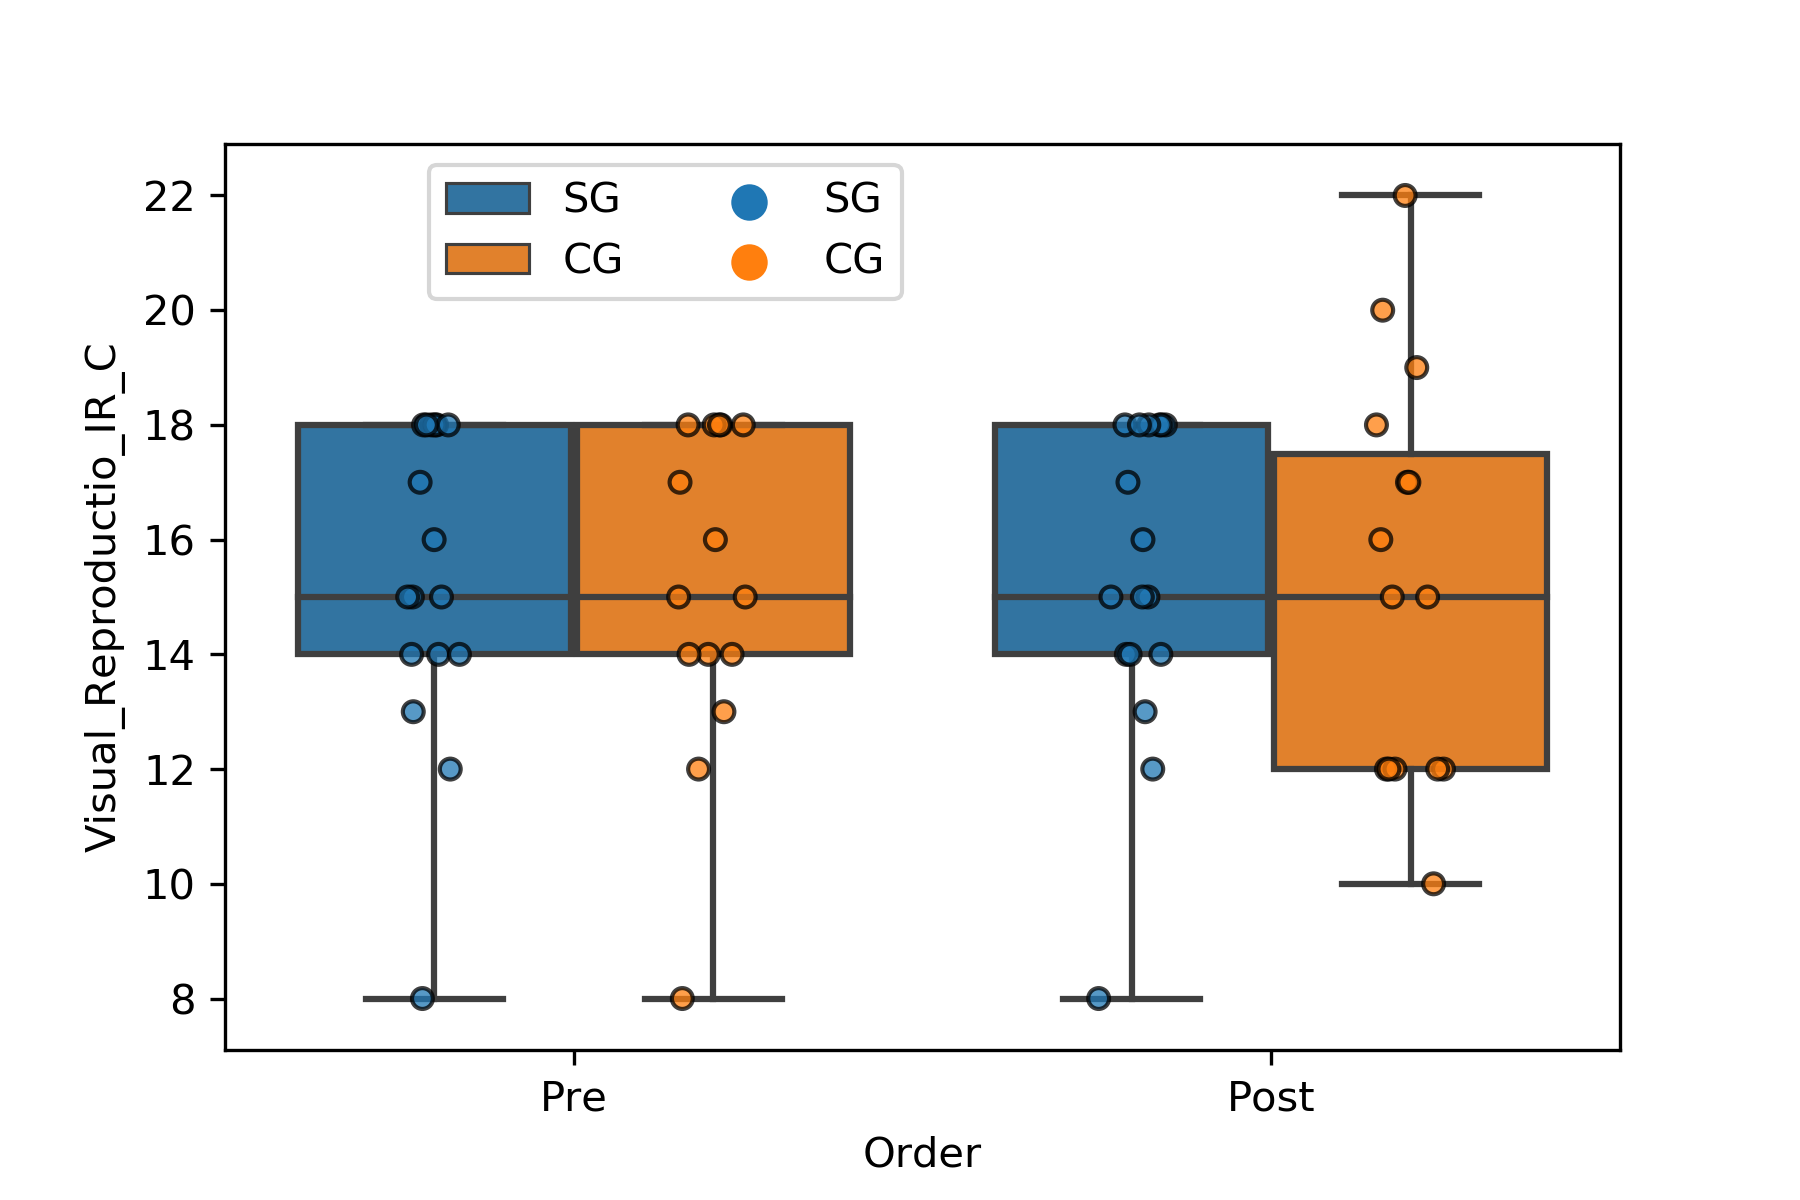 SG SG
CG CG
22
20
18
16
14
12
10
8
Visual_Reproductio_IR_C
Pre Post
Order